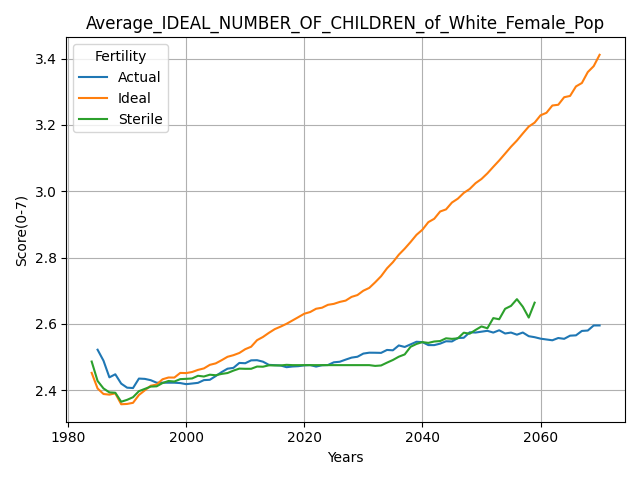 Average_IDEAL_NUMBER_OF_CHILDREN_of_White_Female_Pop
Fertility
Actual
Ideal
Sterile
Score(0-7)
3.4
3.2
3.0
2.8
2.6
2.4
1980 2000 2020 2040 2060
Years